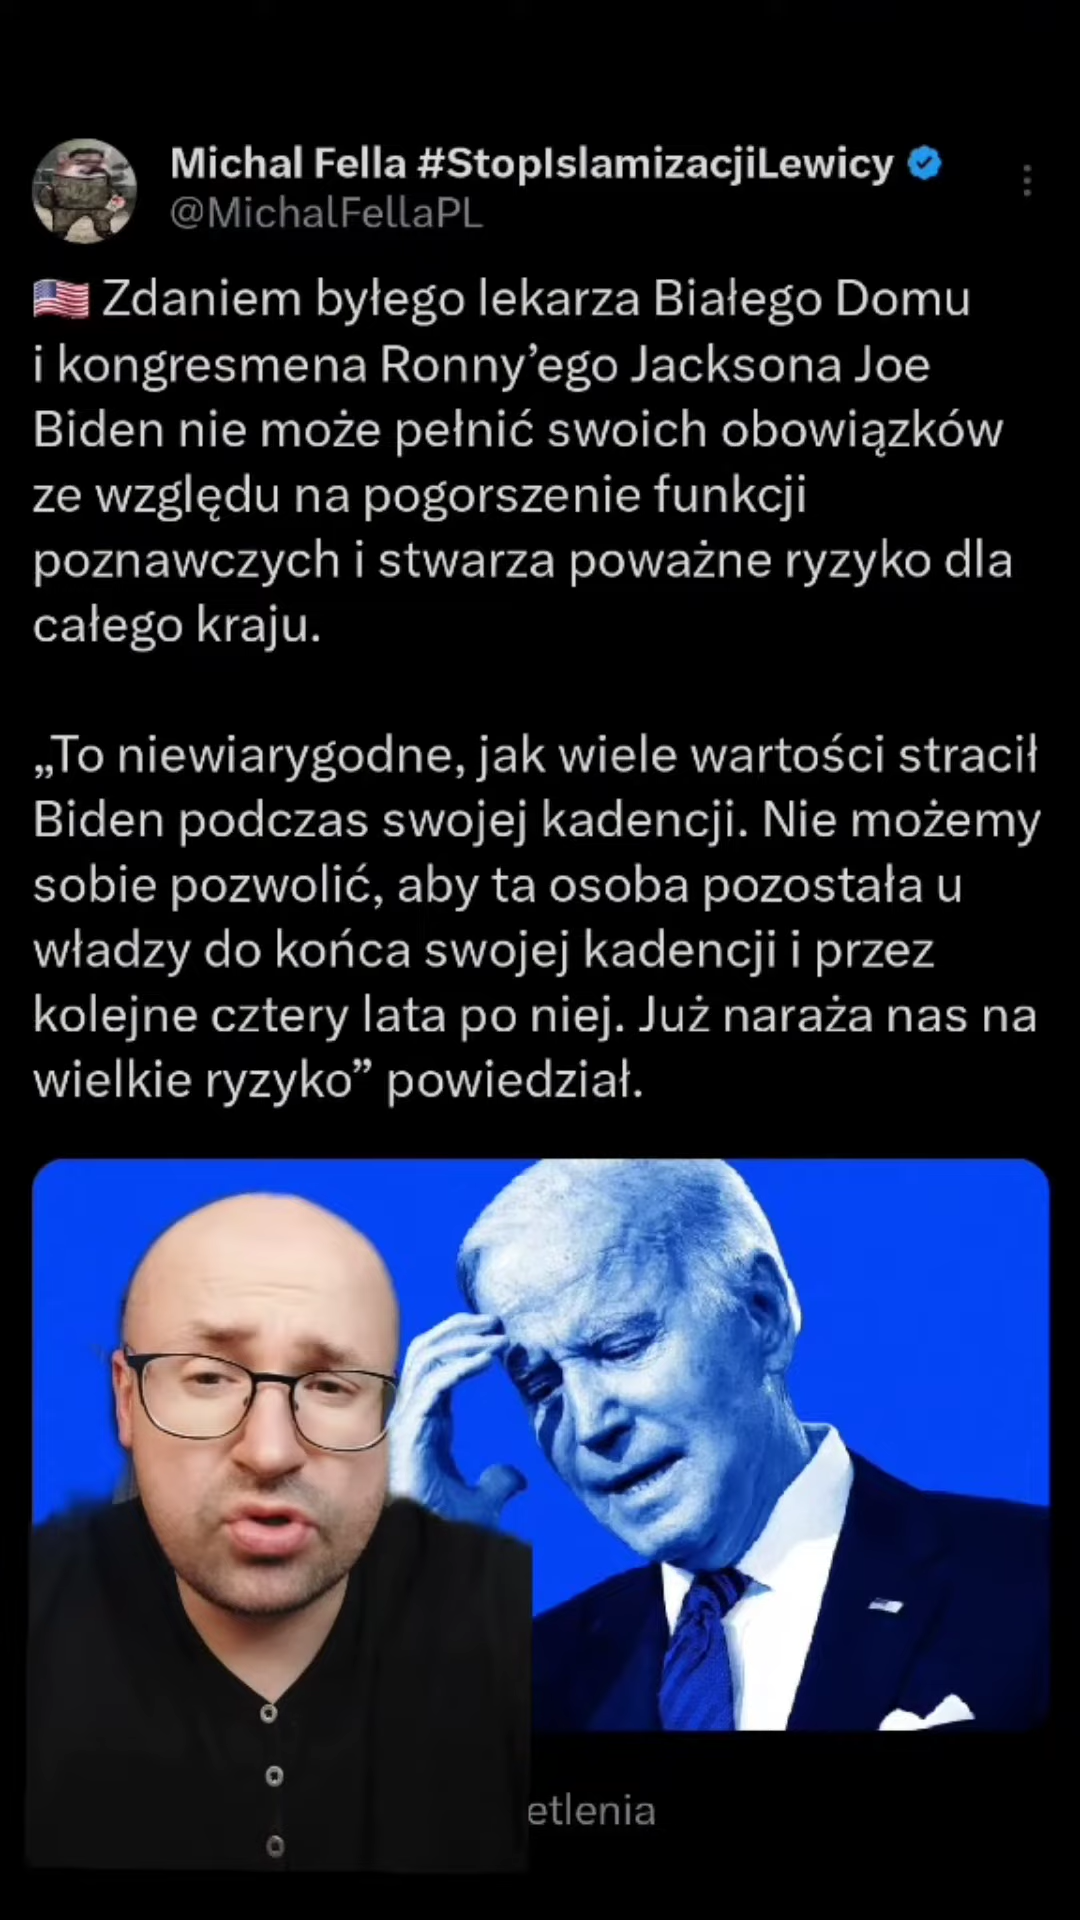 Michal Fella #StopIslamizacjiLewicy
@MichalFellaPL
🇺🇸 Zdaniem byłego lekarza Białego Domu
i kongresmena Ronny’ego Jacksona Joe
Biden nie może pełnić swoich obowiązków
ze względu na pogorszenie funkcji
poznawczych i stwarza poważne ryzyko dla
całego kraju.
„To niewiarygodne, jak wiele wartości stracił
Biden podczas swojej kadencji. Nie możemy
sobie pozwolić, aby ta osoba pozostała u
władzy do końca swojej kadencji i przez
kolejne cztery lata po niej. Już naraża nas na
wielkie ryzyko” powiedział.
etlenia